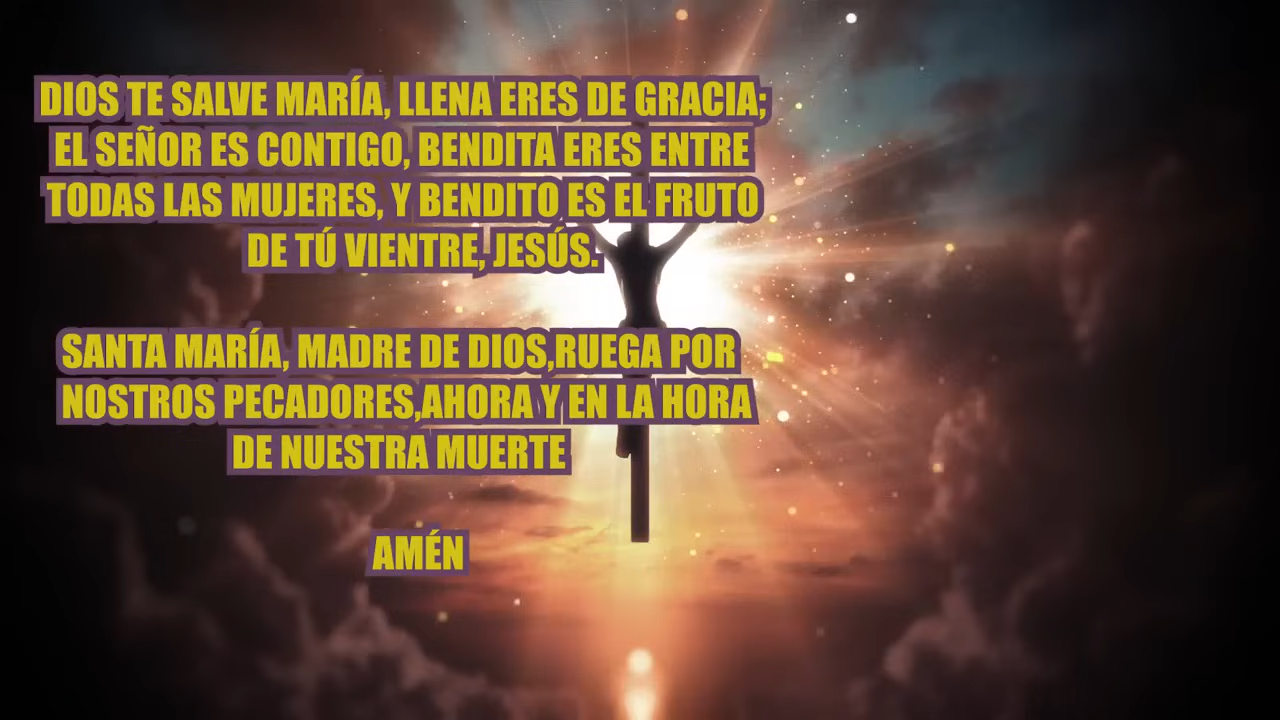 DIOS TE SALVE MARÍA, LLENA ERES DE GRACIA;
EL SEÑOR ES CONTIGO, BENDITA ERES ENTRE
TODAS LAS MUJERES, Y BENDITO ES EL FRUTO
DE TÚ VIENTRE, JESÚS.
SANTA MARÍA, MADRE DE DIOS,RUEGA POR
NOSTROS PECADORES,AHORA Y EN LA HORA
DE NUESTRA MUERTE
AMÉN